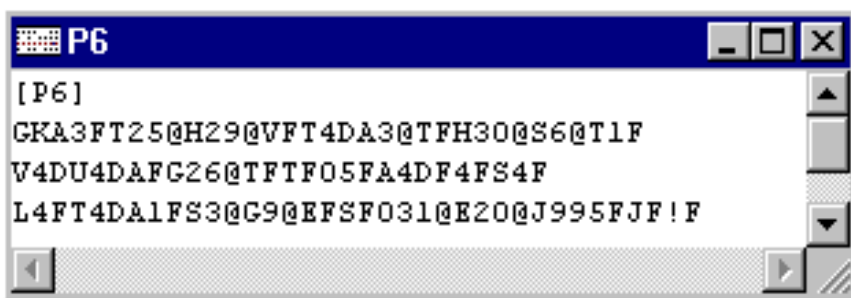 P6
[P6]
GKA3FT25@H29@VFT4DA3@TFH30@S6@T1F
V4DU4DAFG26@TFTF05FA4DF4FS4F
L4FT4DA1FS3@G9@EFSF031@E20@J995FJF!F